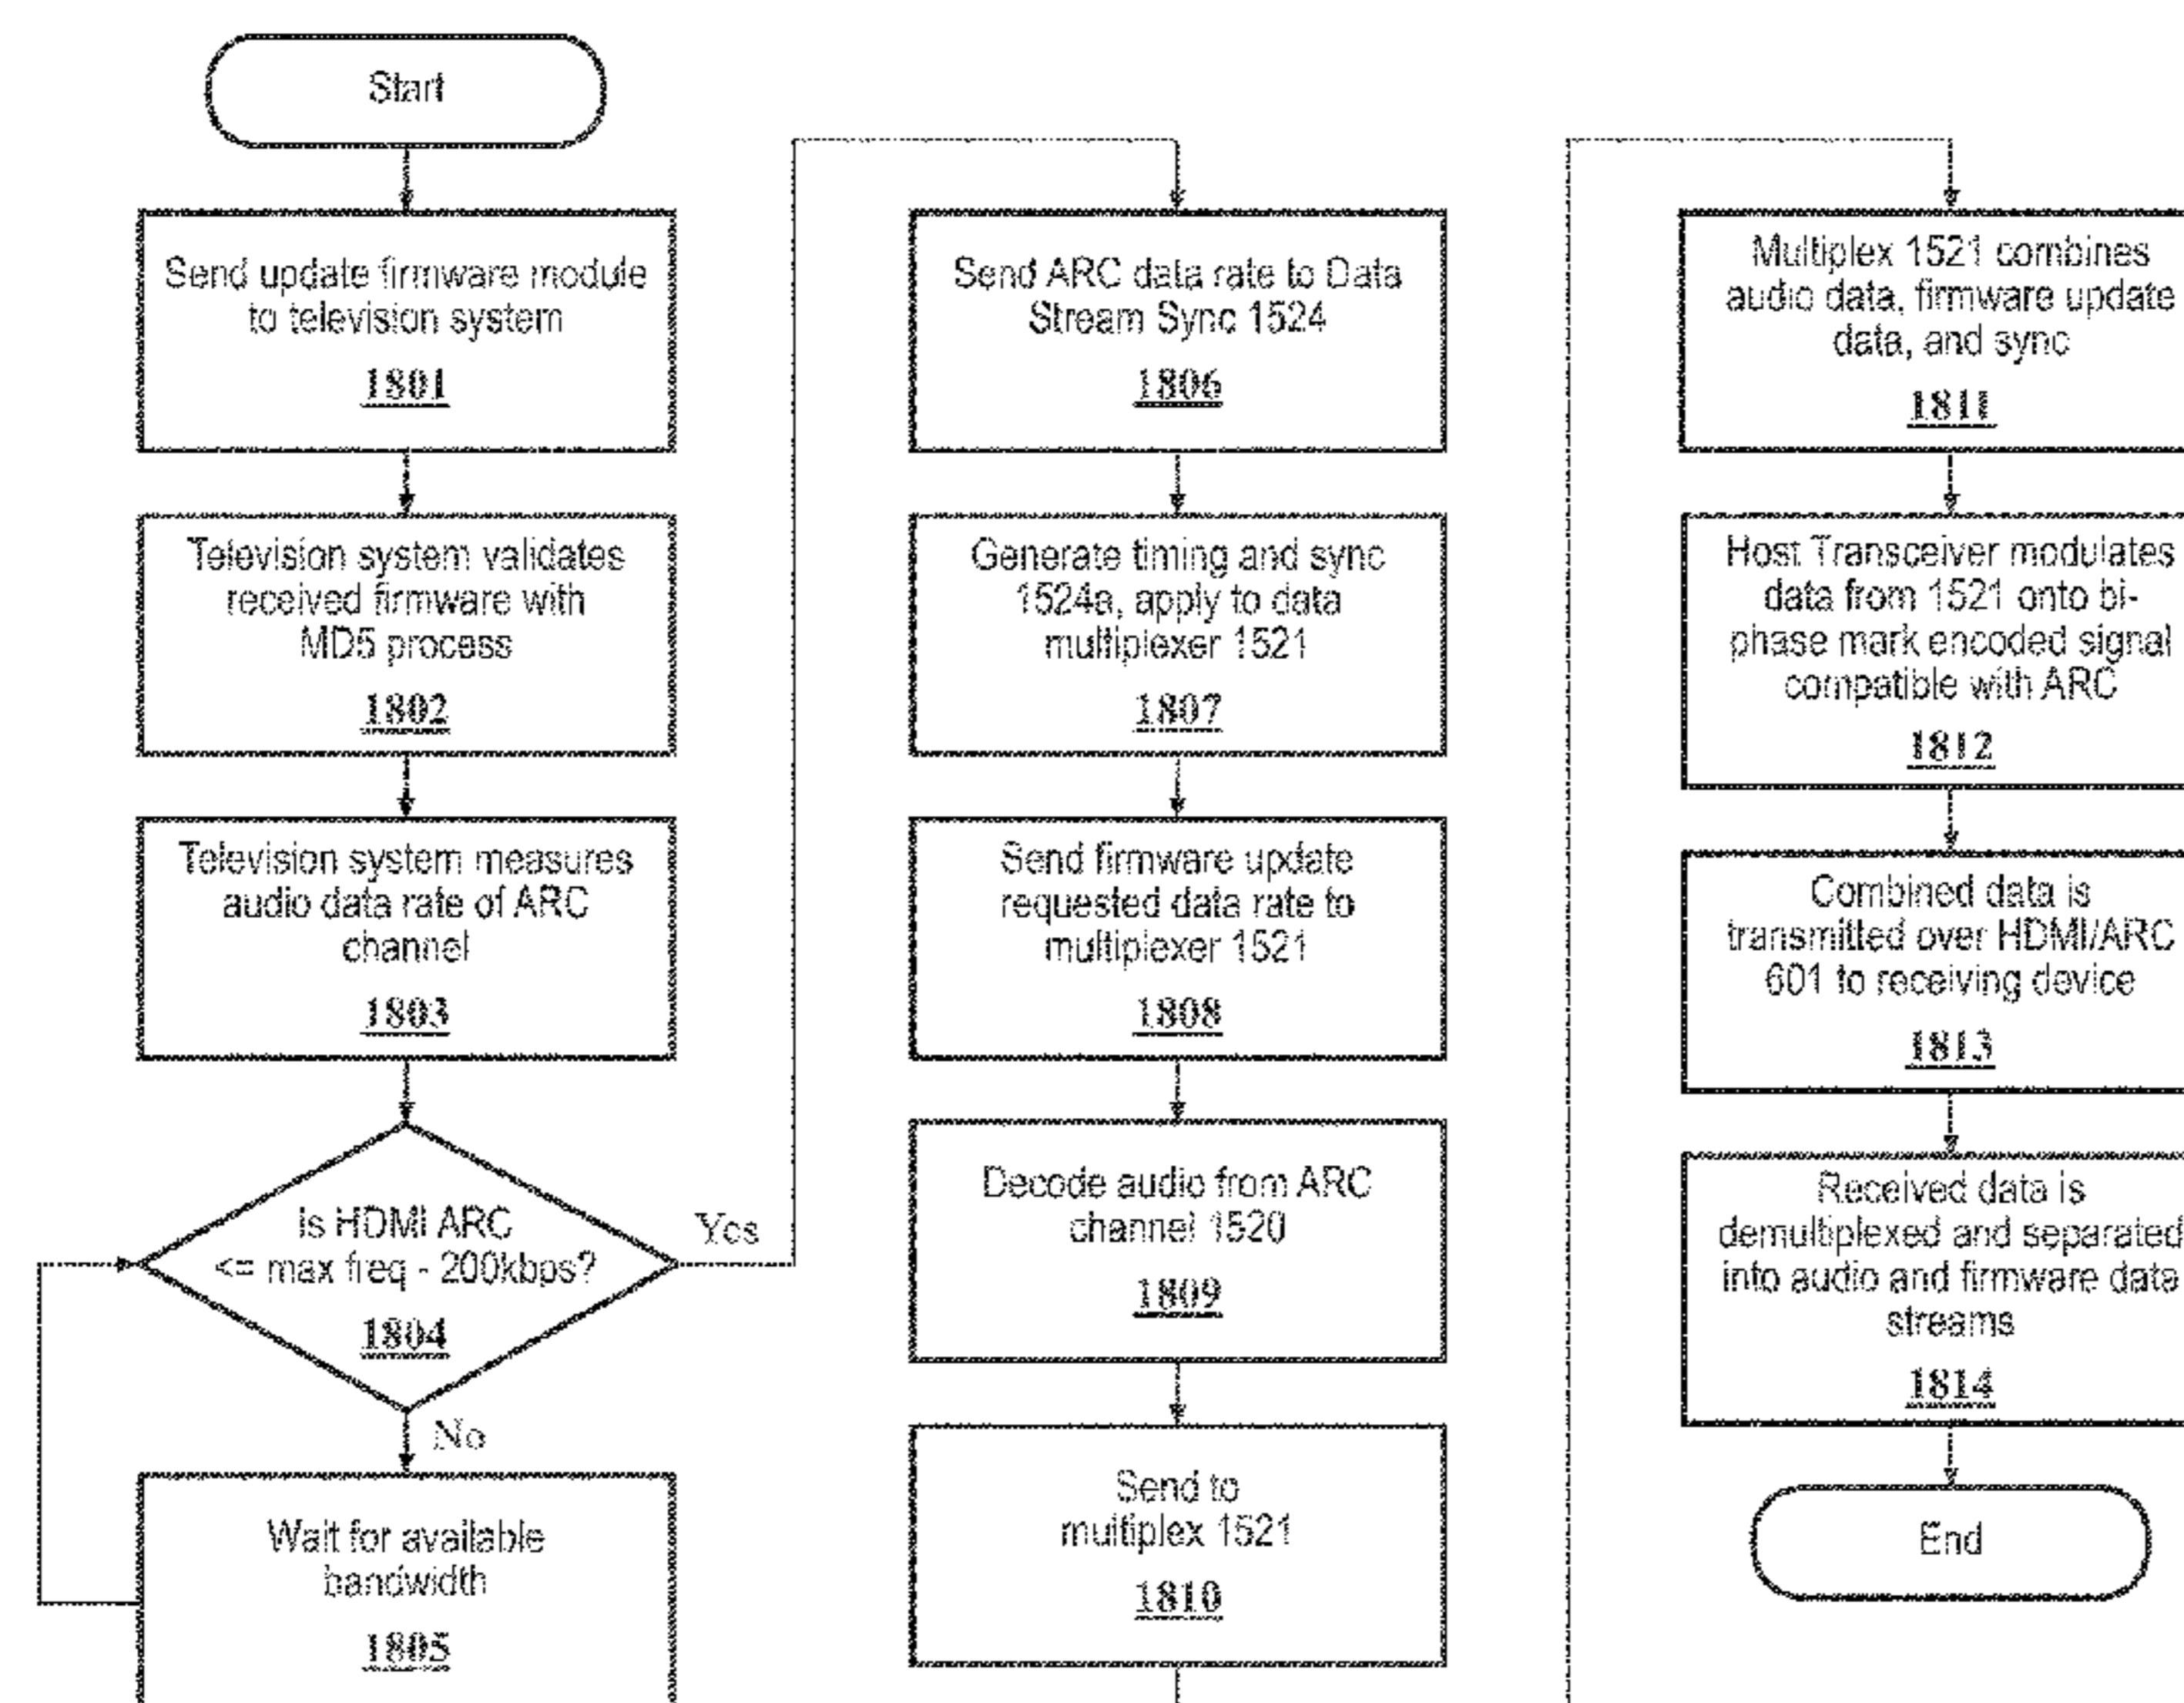 Start
Send update firmware module
to television system
1801
Television system validates
received firmware with
MD5 process
1802
Television system measures
audio data rate of ARC
channel
1803
Is HDMI ARC
<= max freq - 200kbps?
1804
Yes
No
Wait for available
bandwidth
1805
Send ARC data rate to Data
Stream Sync 1524
1806
Generate timing and sync
1524a, apply to data
multiplexer 1521
1807
Send firmware update
requested data rate to
multiplexer 1521
1808
Decode audio from ARC
channel 1520
1809
Send to
multiplex 1521
1810
Multiplex 1521 combines
audio data, firmware update
data, and sync
1811
Host Transceiver modulates
data from 1521 onto bi-
phase mark encoded signal
compatible with ARC
1812
Combined data is
transmitted over HDMI/ARC
601 to receiving device
1813
Received data is
demultiplexed and separated
into audio and firmware data
streams
1814
End